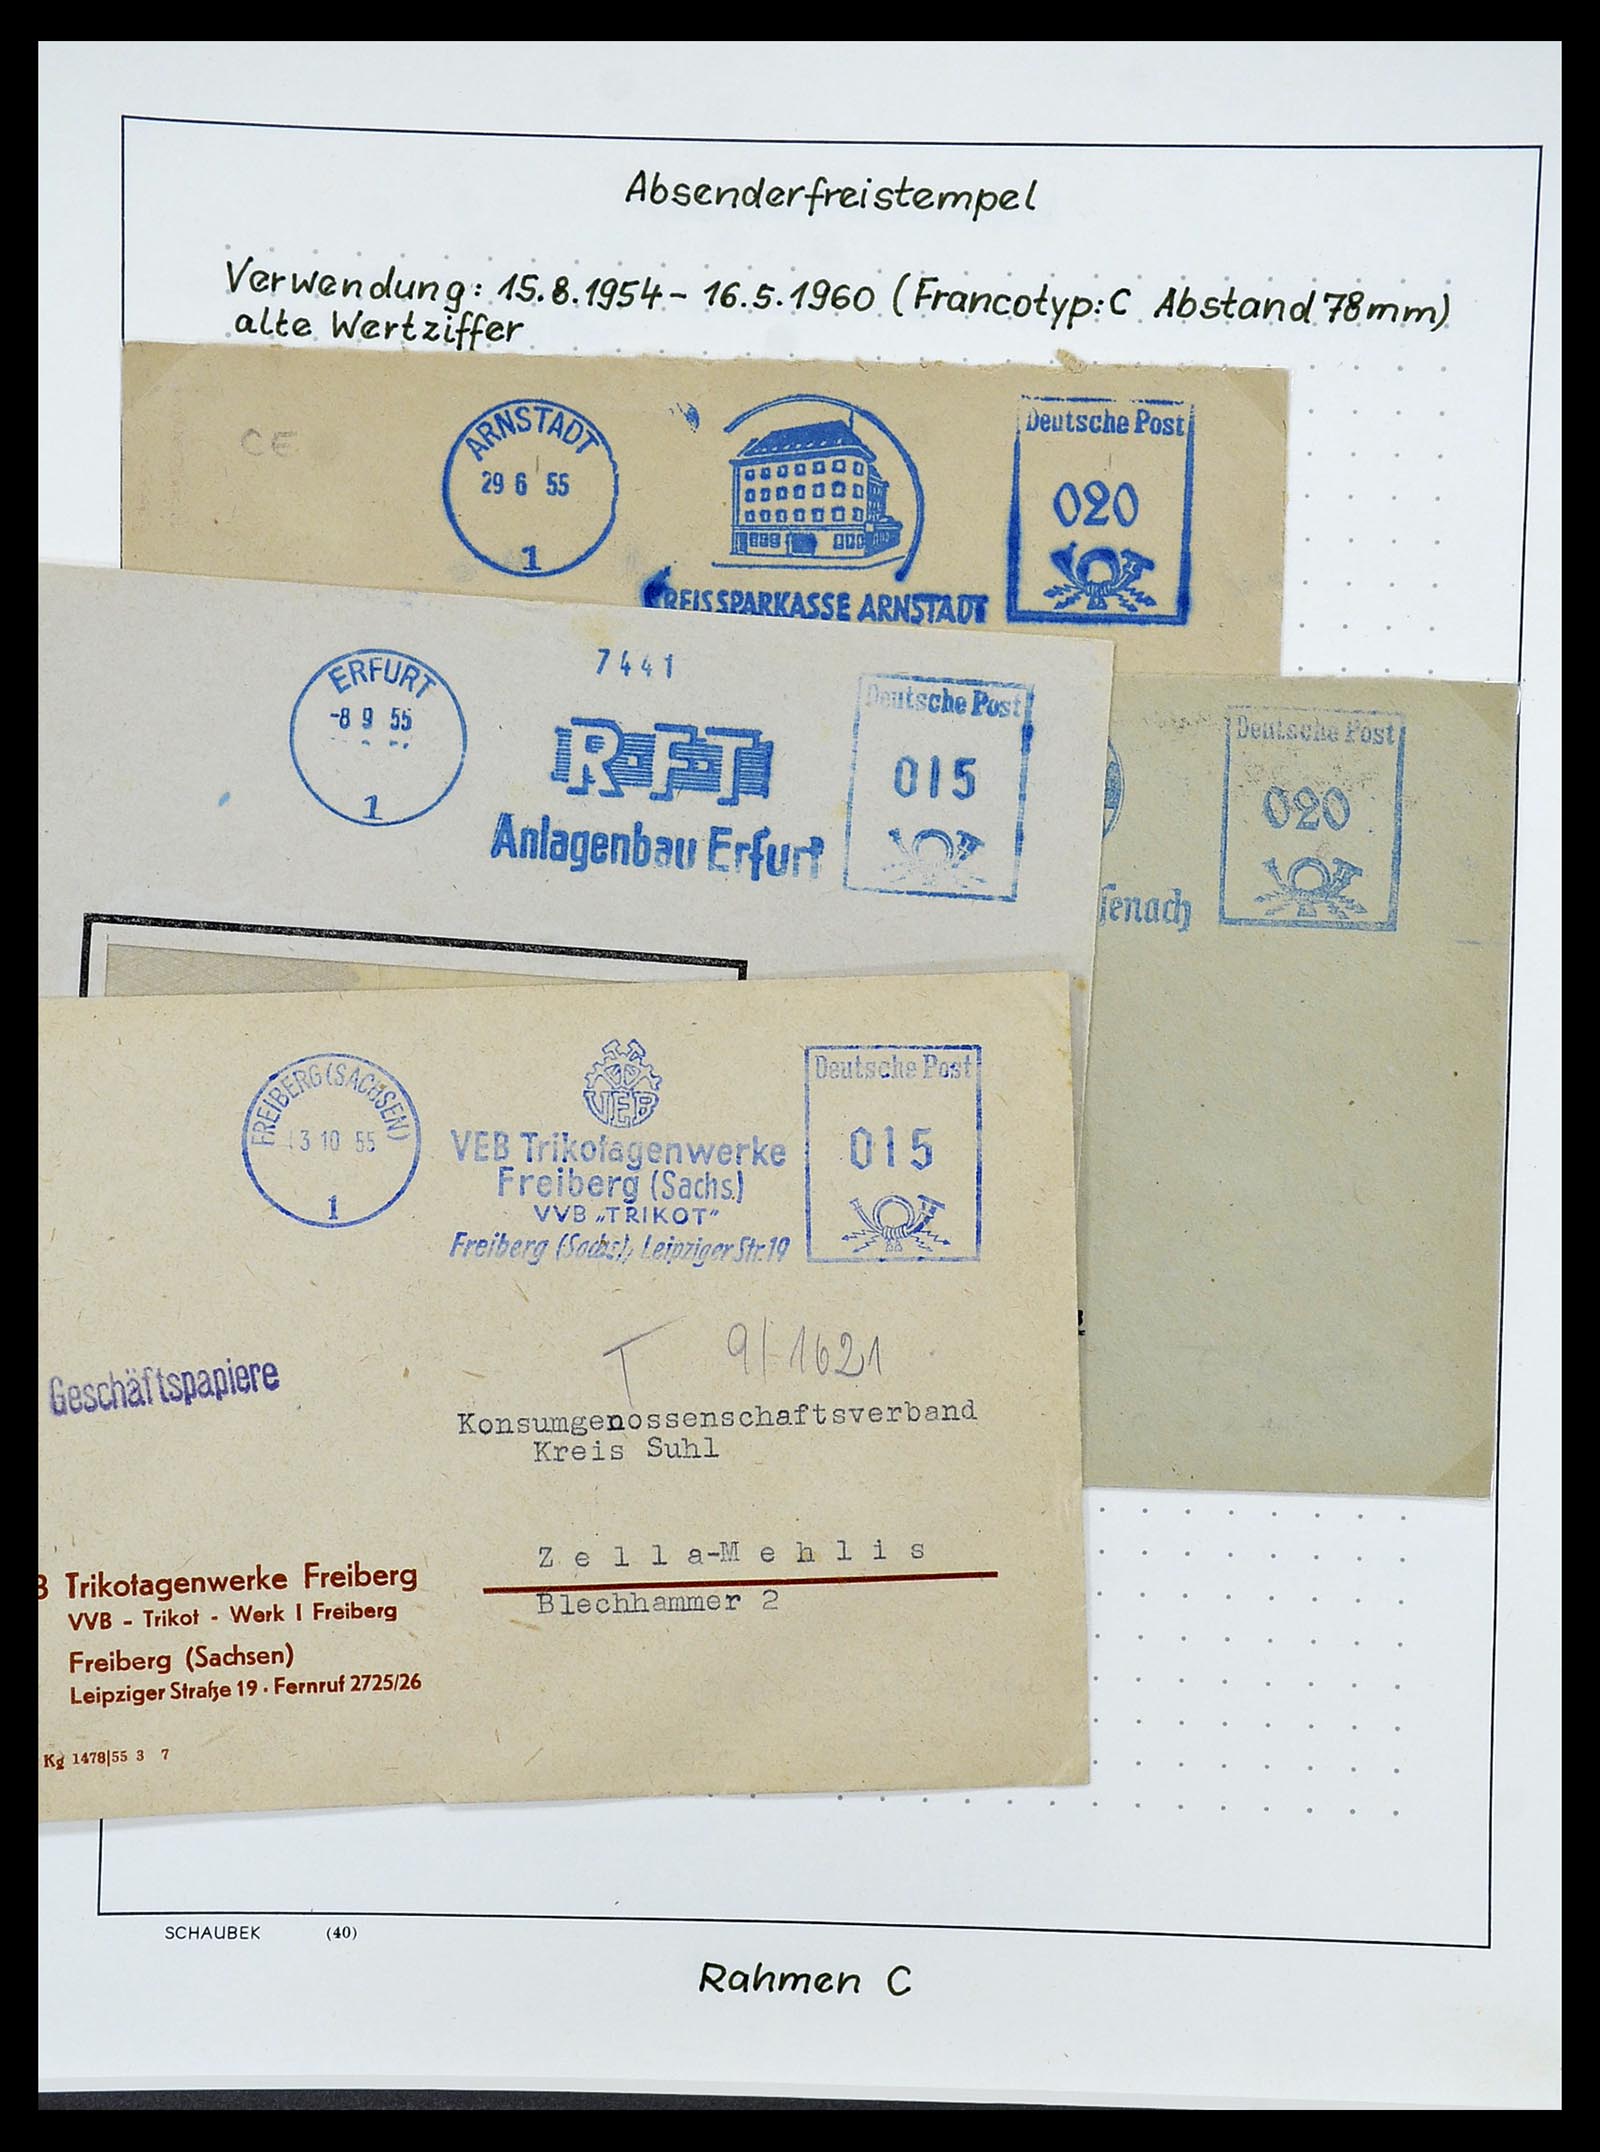 Absenderfreistempel
Verwendung: 15.8.1954 - 16.5.1960 (Francotyp: C Abstand 78mm)
alte Wertziffer
CE
ARNSTADT
29 6 55
1
KREISSPARKASSE ARNSTADT
Deutsche Post
020
ERFURT
-8 9 55
1
7441
RFT
Anlagenbau Erfurt
Deutsche Post
015
senach
Deutsche Post
020
FREIBERG (SACHSEN)
13 10 55
1
VEB
VEB Trikotagenwerke
Freiberg (Sachs.)
VVB „TRIKOT"
Freiberg (Sachs.), Leipziger Str. 19
Deutsche Post
015
T 9/1621
Geschäftspapiere
Konsumgenossenschaftsverband
Kreis Suhl
Zella-Mehlis
Blechhammer 2
B Trikotagenwerke Freiberg
VVB - Trikot - Werk I Freiberg
Freiberg (Sachsen)
Leipziger Straße 19 · Fernruf 2725/26
Kg 1478|55 3 7
SCHAUBEK (40)
Rahmen C